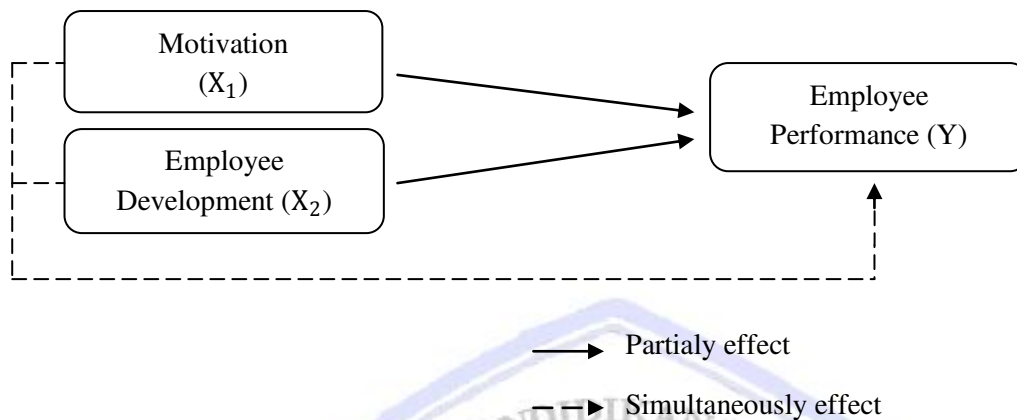 Motivation
(X₁)
Employee
Development (X₂)
Employee
Performance (Y)
Partialy effect
Simultaneously effect